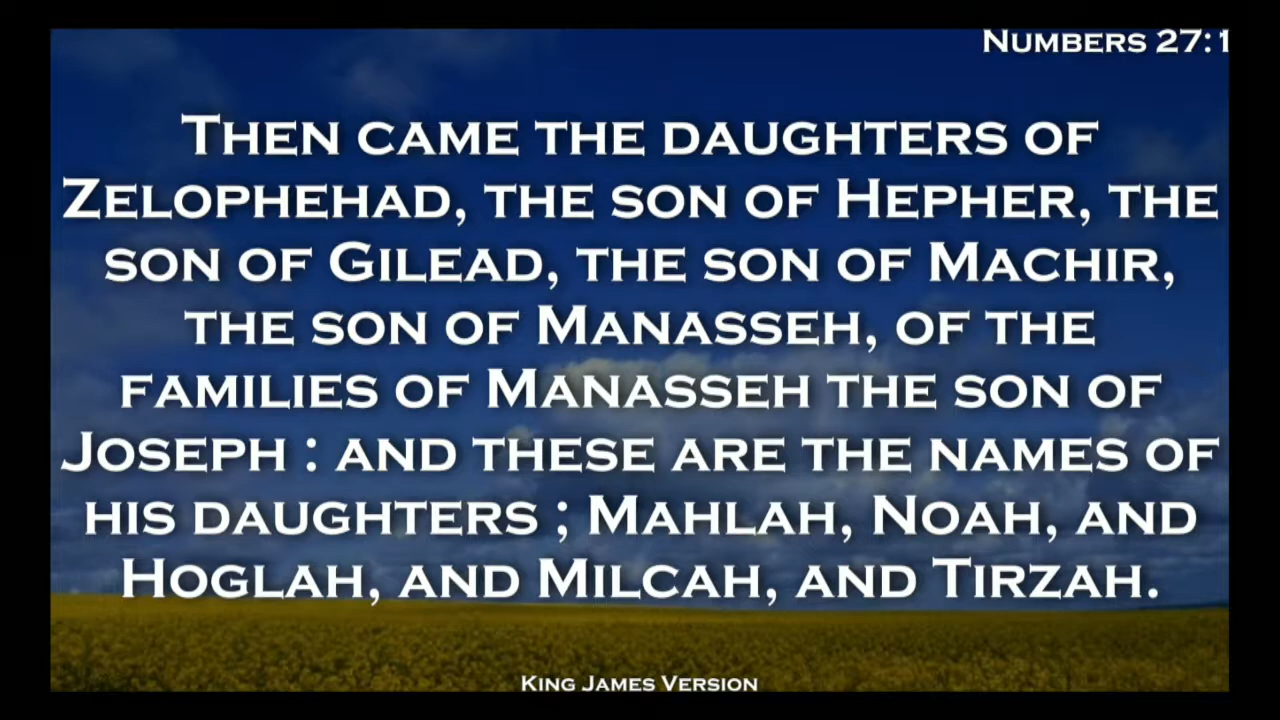 Numbers 27:1
Then came the daughters of
Zelophehad, the son of Hepher, the
son of Gilead, the son of Machir,
the son of Manasseh, of the
families of Manasseh the son of
Joseph : and these are the names of
his daughters ; Mahlah, Noah, and
Hoglah, and Milcah, and Tirzah.
King James Version